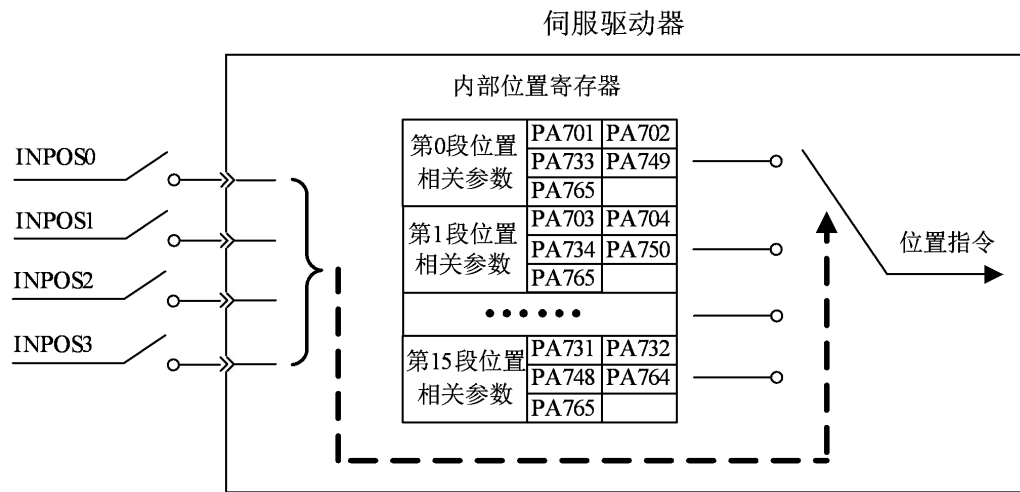 伺服驱动器
内部位置寄存器
INPOS0
INPOS1
INPOS2
INPOS3
第0段位置
相关参数
PA701 PA702
PA733 PA749
PA765
第1段位置
相关参数
PA703 PA704
PA734 PA750
PA765
••••••
第15段位置
相关参数
PA731 PA732
PA748 PA764
PA765
位置指令